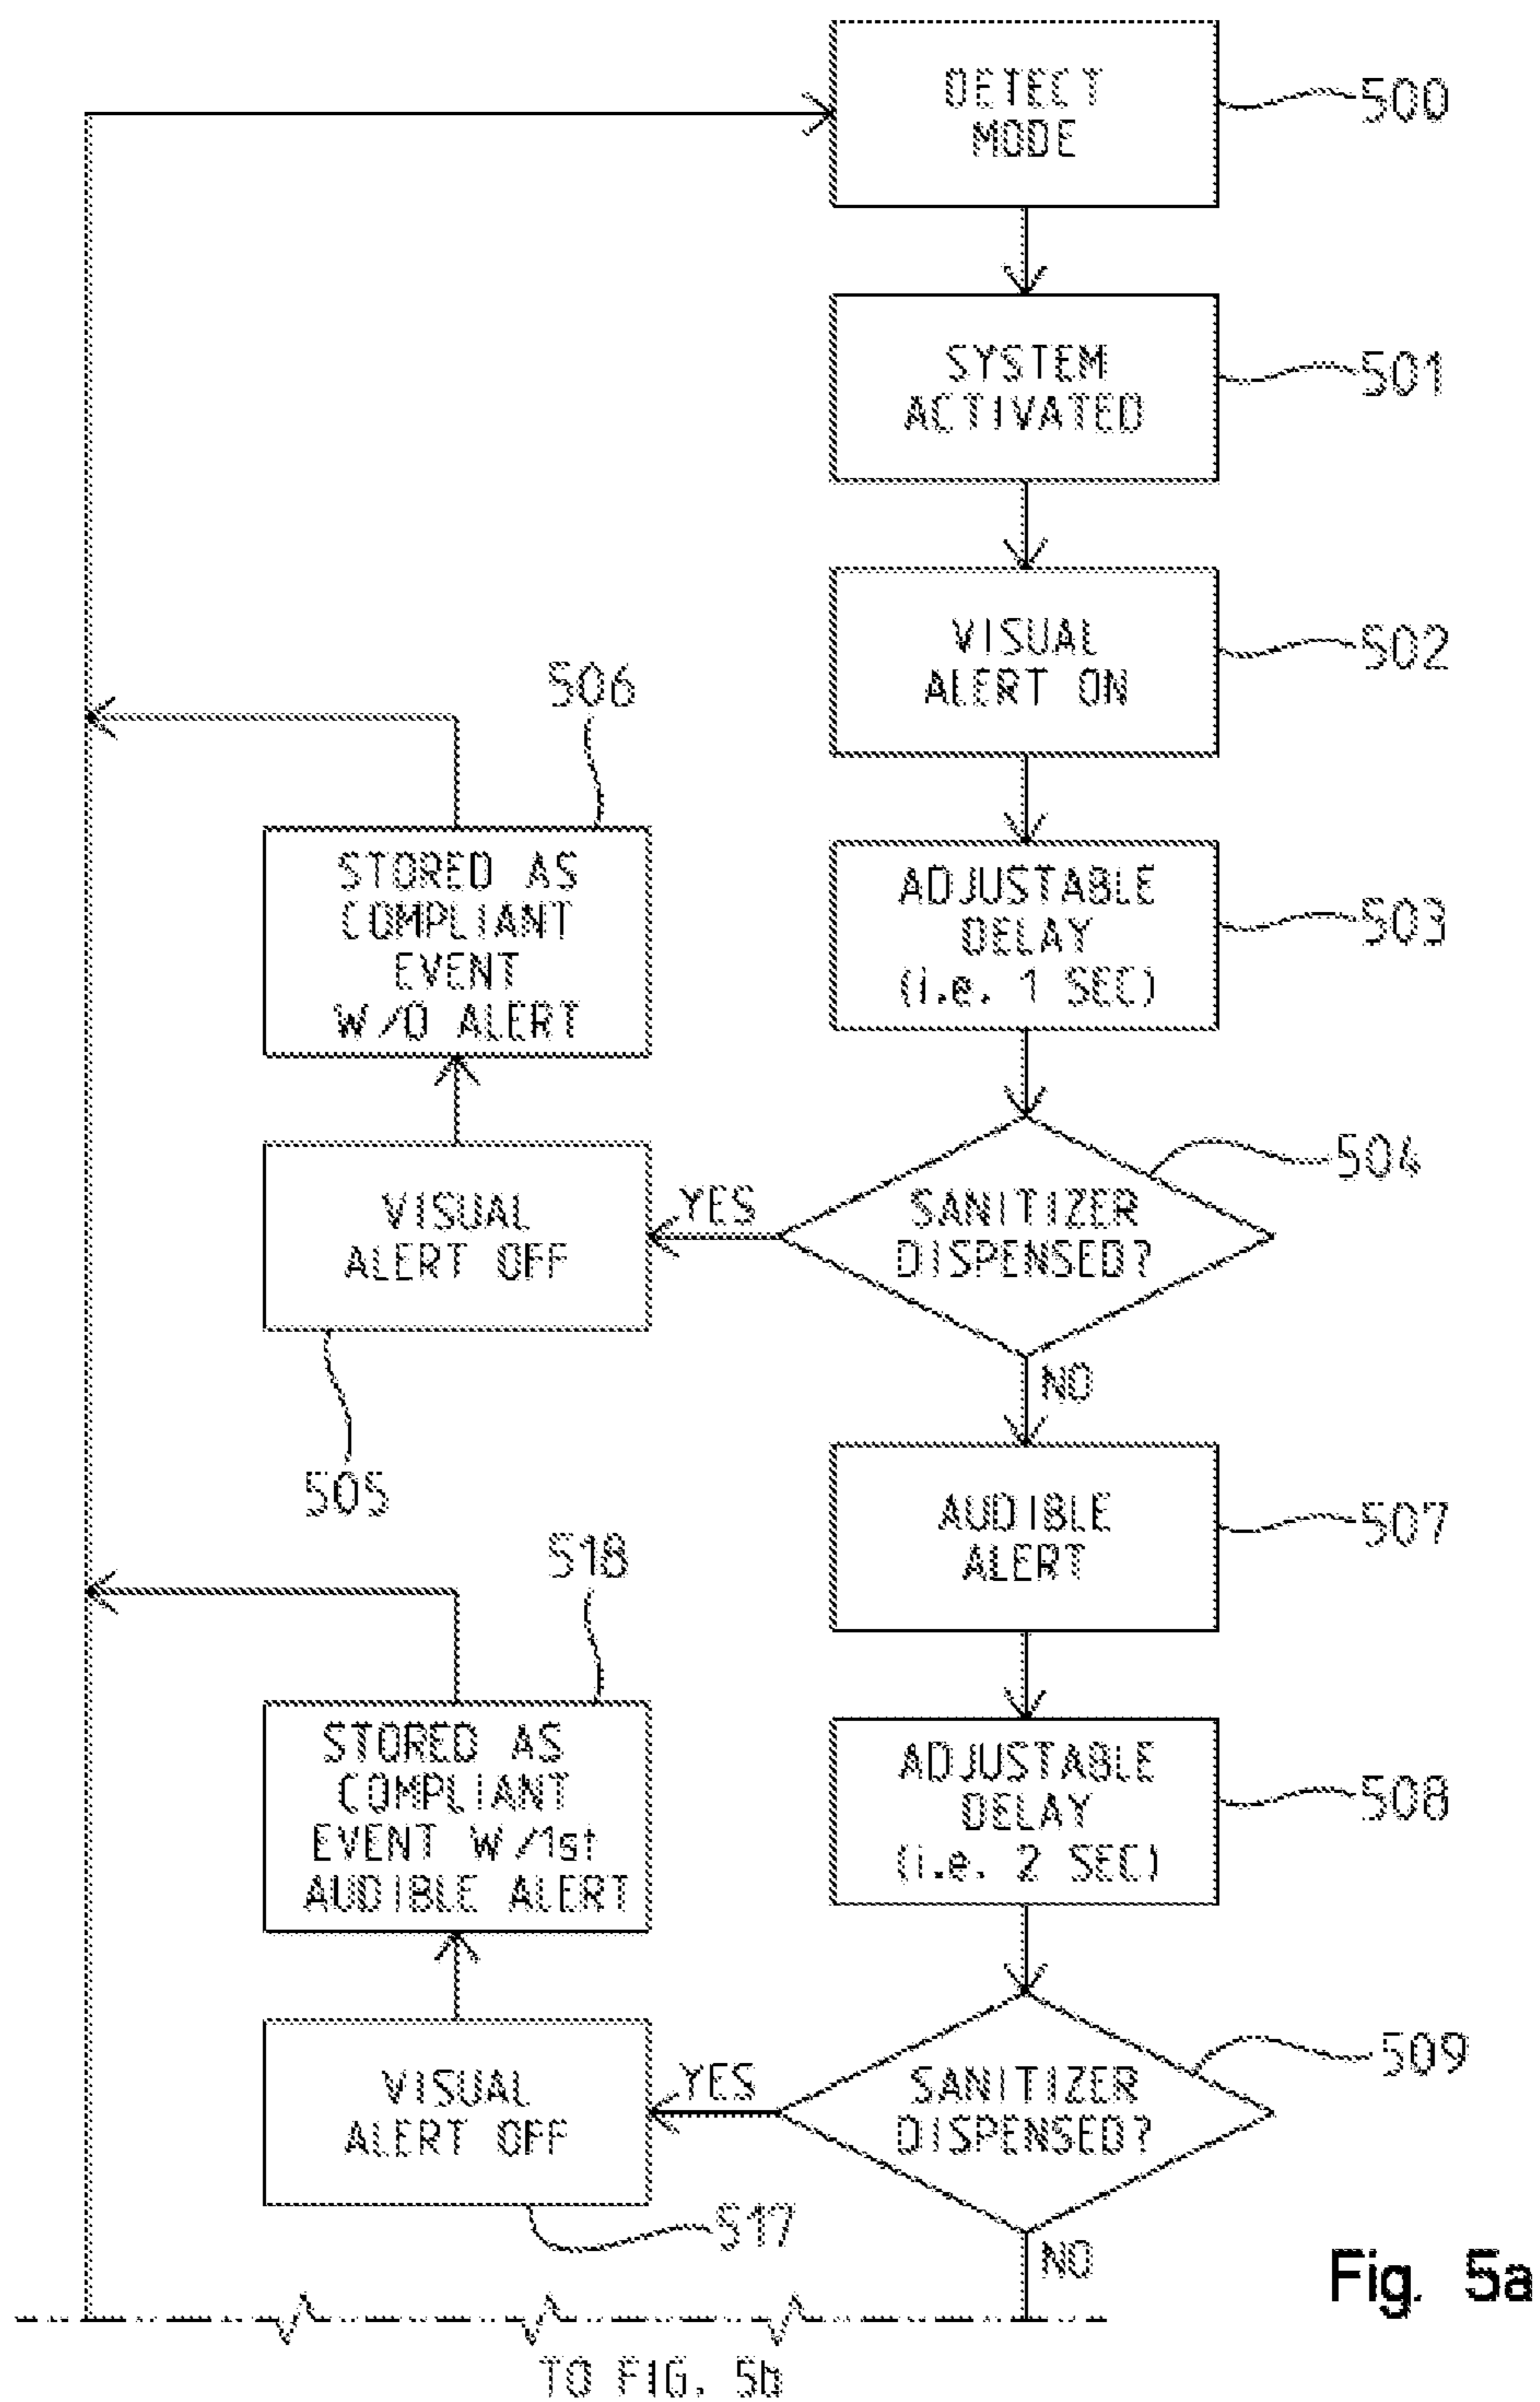 DETECT
MODE
500
SYSTEM
ACTIVATED
501
VISUAL
ALERT ON
502
506
STORED AS
COMPLIANT
EVENT
W/O ALERT
ADJUSTABLE
DELAY
(i.e. 1 SEC)
503
504
VISUAL
ALERT OFF
YES
SANITIZER
DISPENSED?
NO
505
AUDIBLE
ALERT
507
518
STORED AS
COMPLIANT
EVENT W/1st
AUDIBLE ALERT
ADJUSTABLE
DELAY
(i.e. 2 SEC)
508
509
VISUAL
ALERT OFF
YES
SANITIZER
DISPENSED?
517
NO
Fig. 5a
TO FIG. 5b